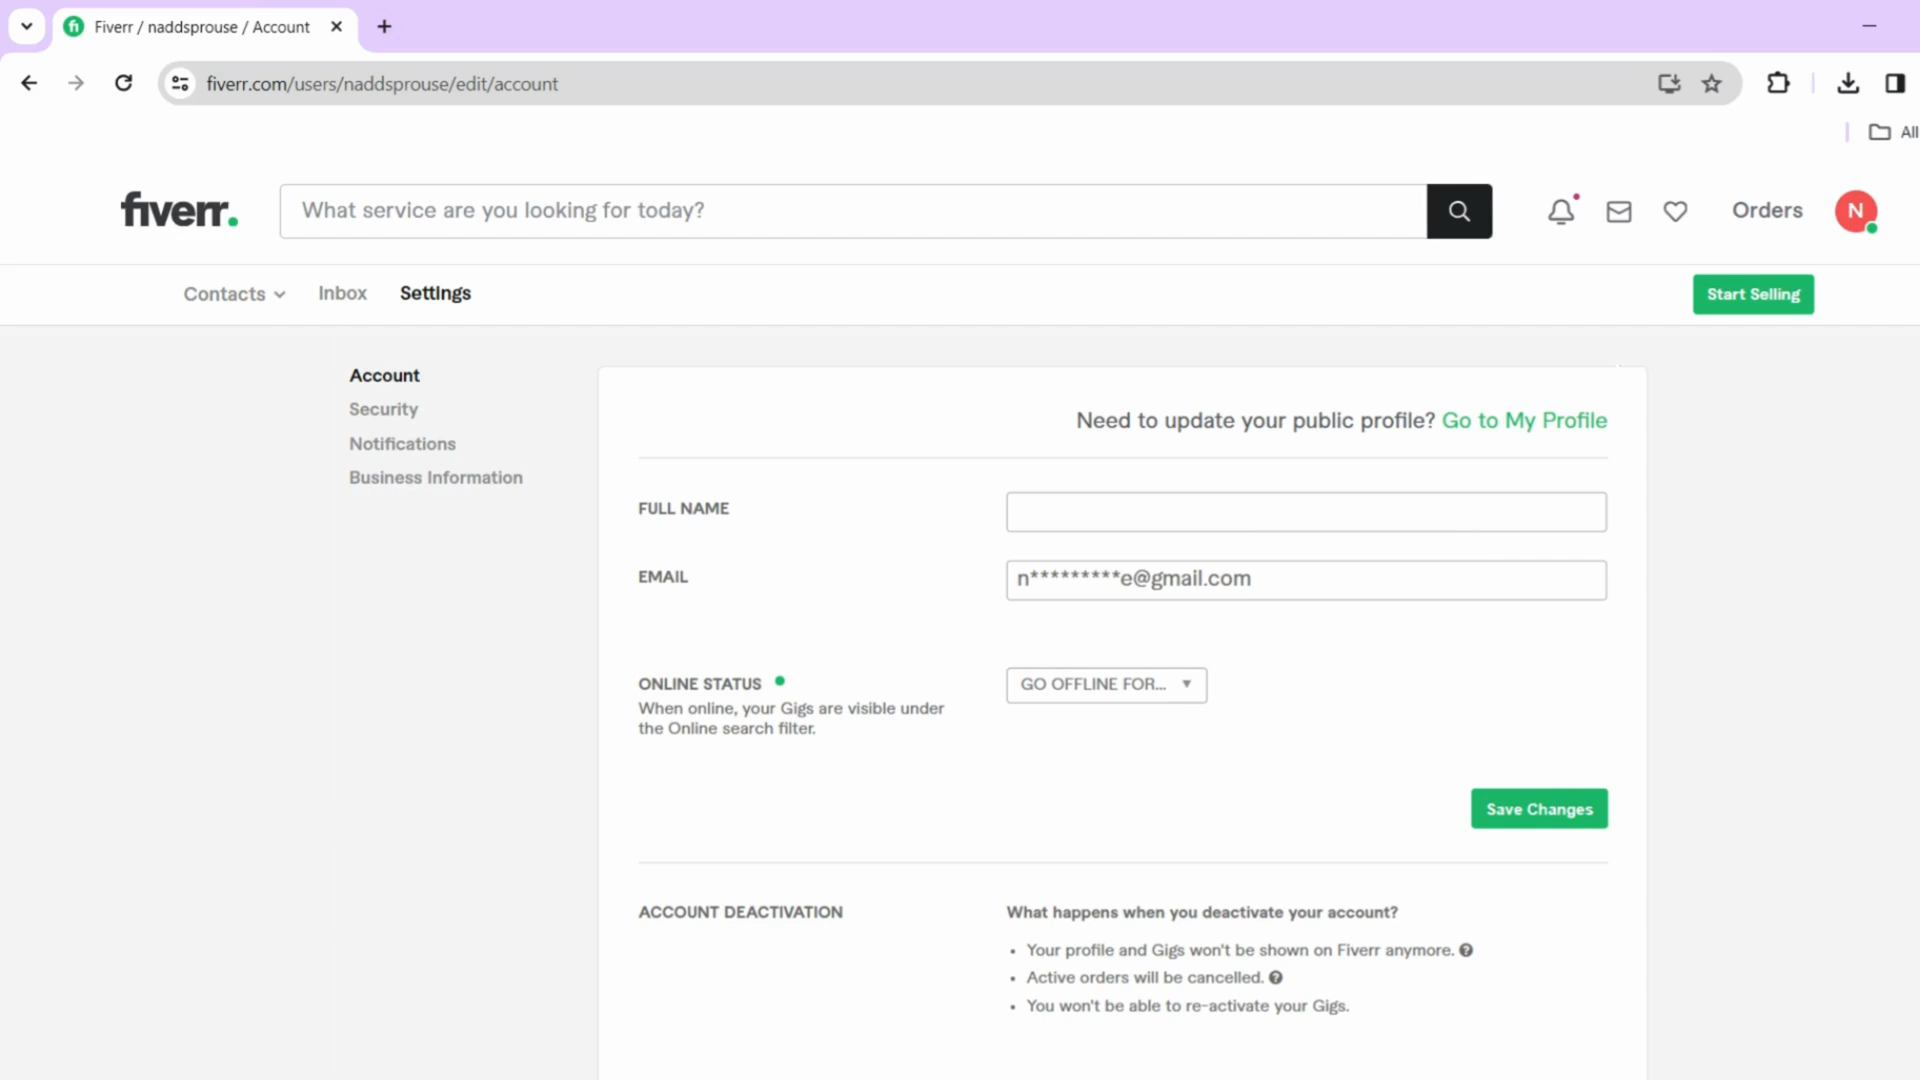 Fiverr / naddsprouse / Account
fiverr.com/users/naddsprouse/edit/account
All
fiverr.
What service are you looking for today?
Orders
N
Contacts
Inbox
Settings
Start Selling
Account
Security
Notifications
Business Information
Need to update your public profile? Go to My Profile
FULL NAME
EMAIL
n*********e@gmail.com
ONLINE STATUS
When online, your Gigs are visible under
the Online search filter.
GO OFFLINE FOR...
Save Changes
ACCOUNT DEACTIVATION
What happens when you deactivate your account?
• Your profile and Gigs won't be shown on Fiverr anymore.
• Active orders will be cancelled.
• You won't be able to re-activate your Gigs.